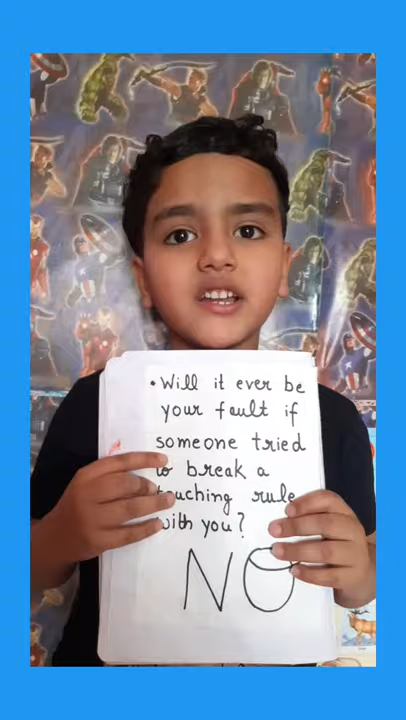 • Will it ever be
your fault if
someone tried
to break a
touching rule
with you?
NO